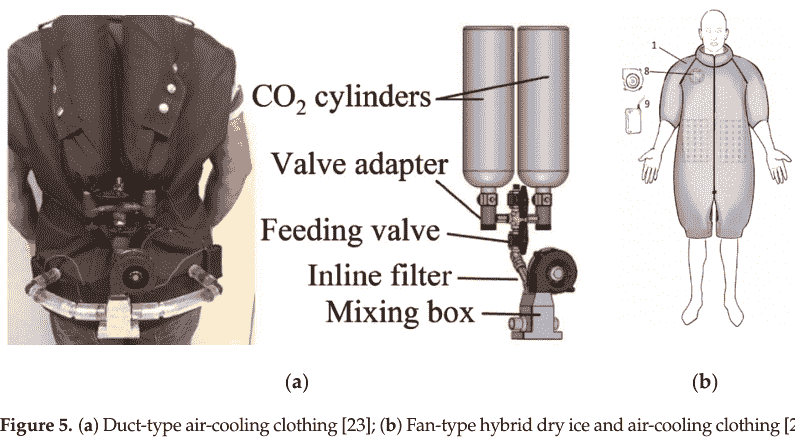 CO₂ cylinders
Valve adapter
Feeding valve
Inline filter
Mixing box
1
8
9
(a)
(b)
Figure 5. (a) Duct-type air-cooling clothing [23]; (b) Fan-type hybrid dry ice and air-cooling clothing [2